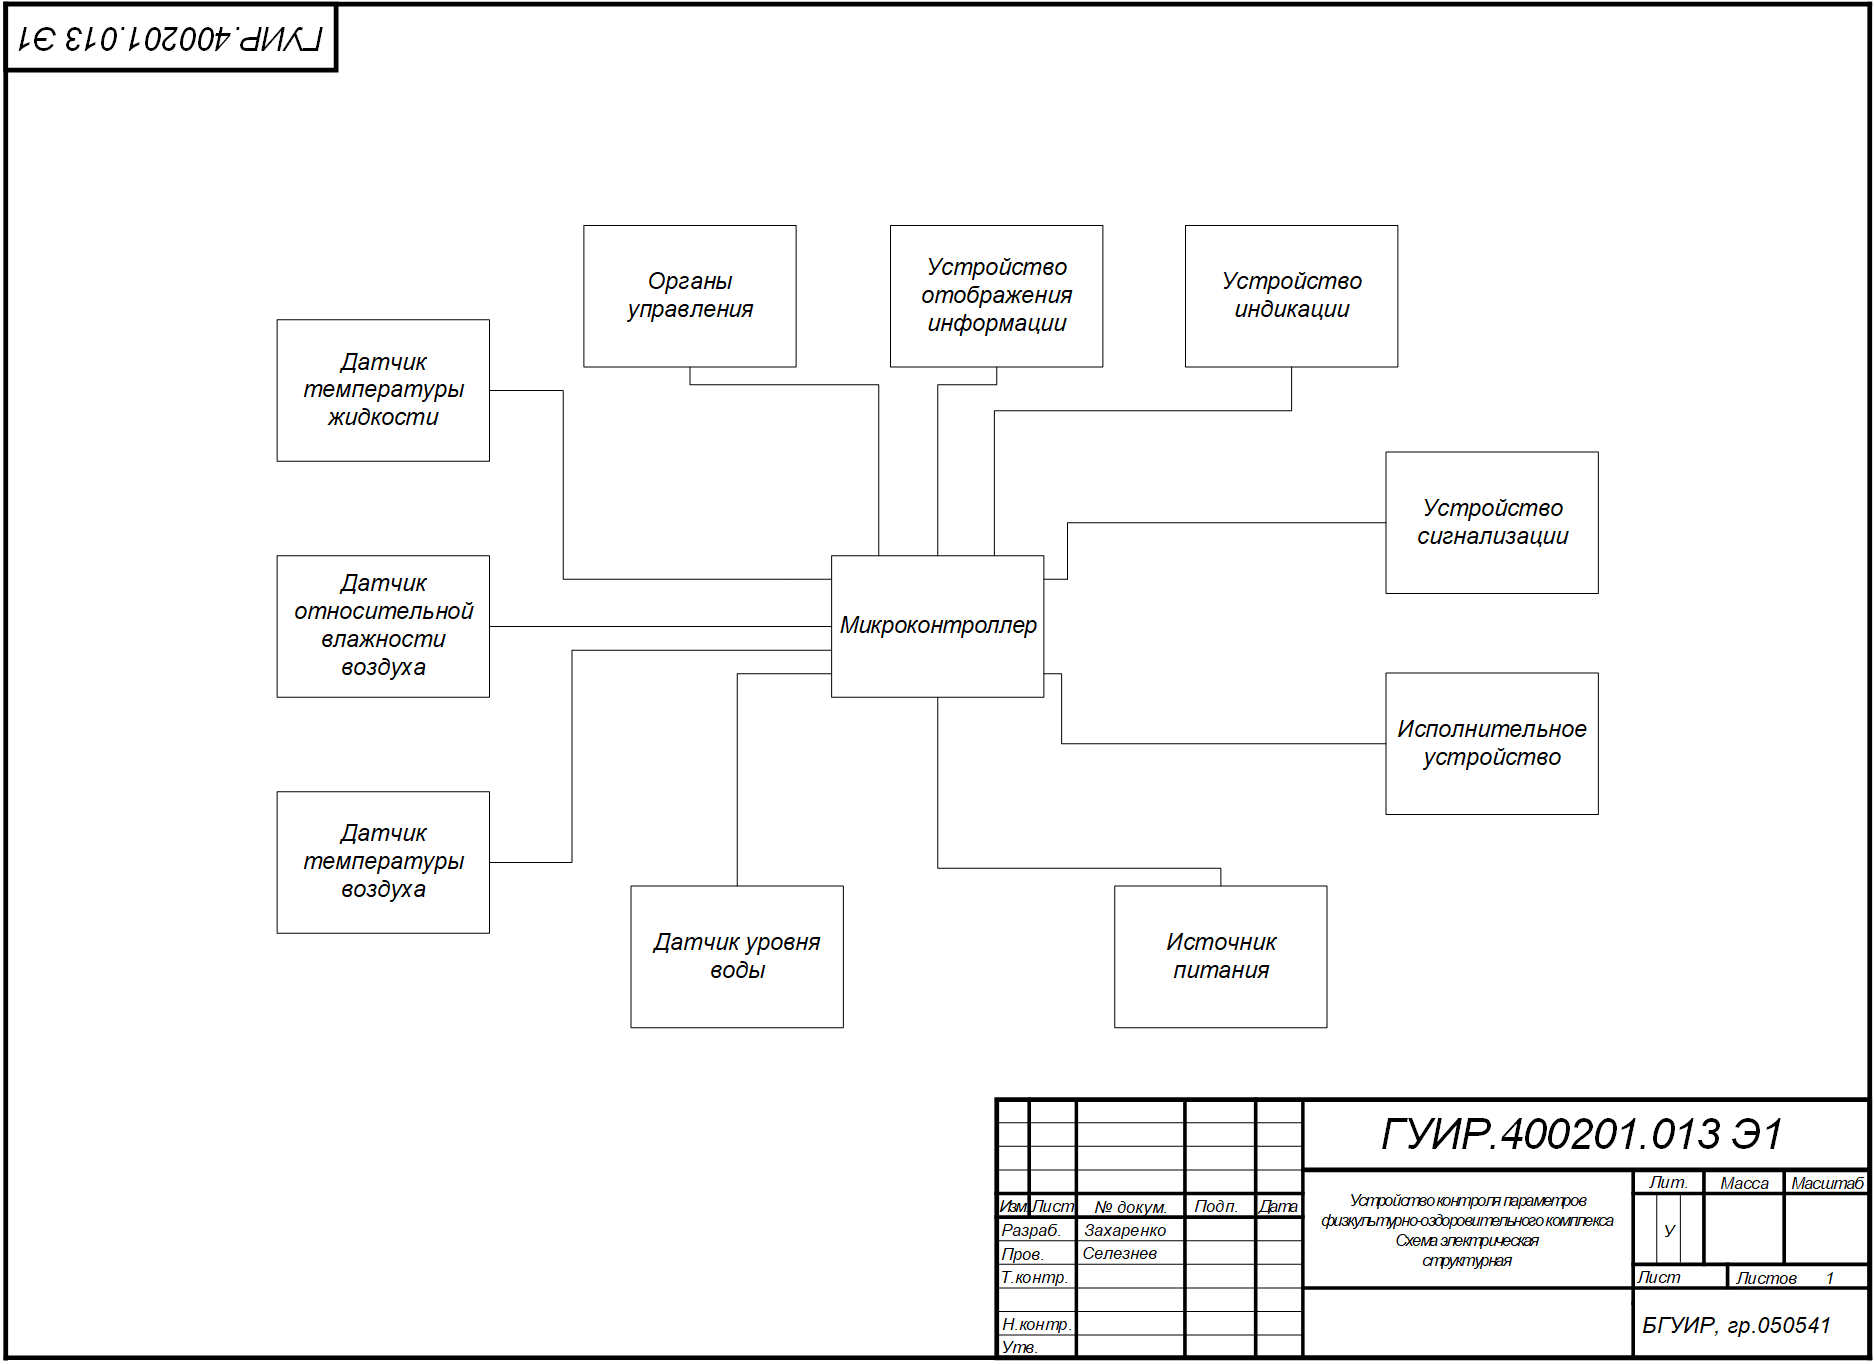 ГУИР.400201.013 Э1
Органы
управления
Устройство
отображения
информации
Устройство
индикации
Датчик
температуры
жидкости
Устройство
сигнализации
Датчик
относительной
влажности
воздуха
Микроконтроллер
Исполнительное
устройство
Датчик
температуры
воздуха
Датчик уровня
воды
Источник
питания
ГУИР.400201.013 Э1
Изм. Лист № докум. Подп. Дата
Разраб. Захаренко
Пров. Селезнев
Т.контр.
Н.контр.
Утв.
Устройство контроля параметров
физкультурно-оздоровительного комплекса
Схема электрическая
структурная
Лит. Масса Масштаб
У
Лист Листов 1
БГУИР, гр.050541